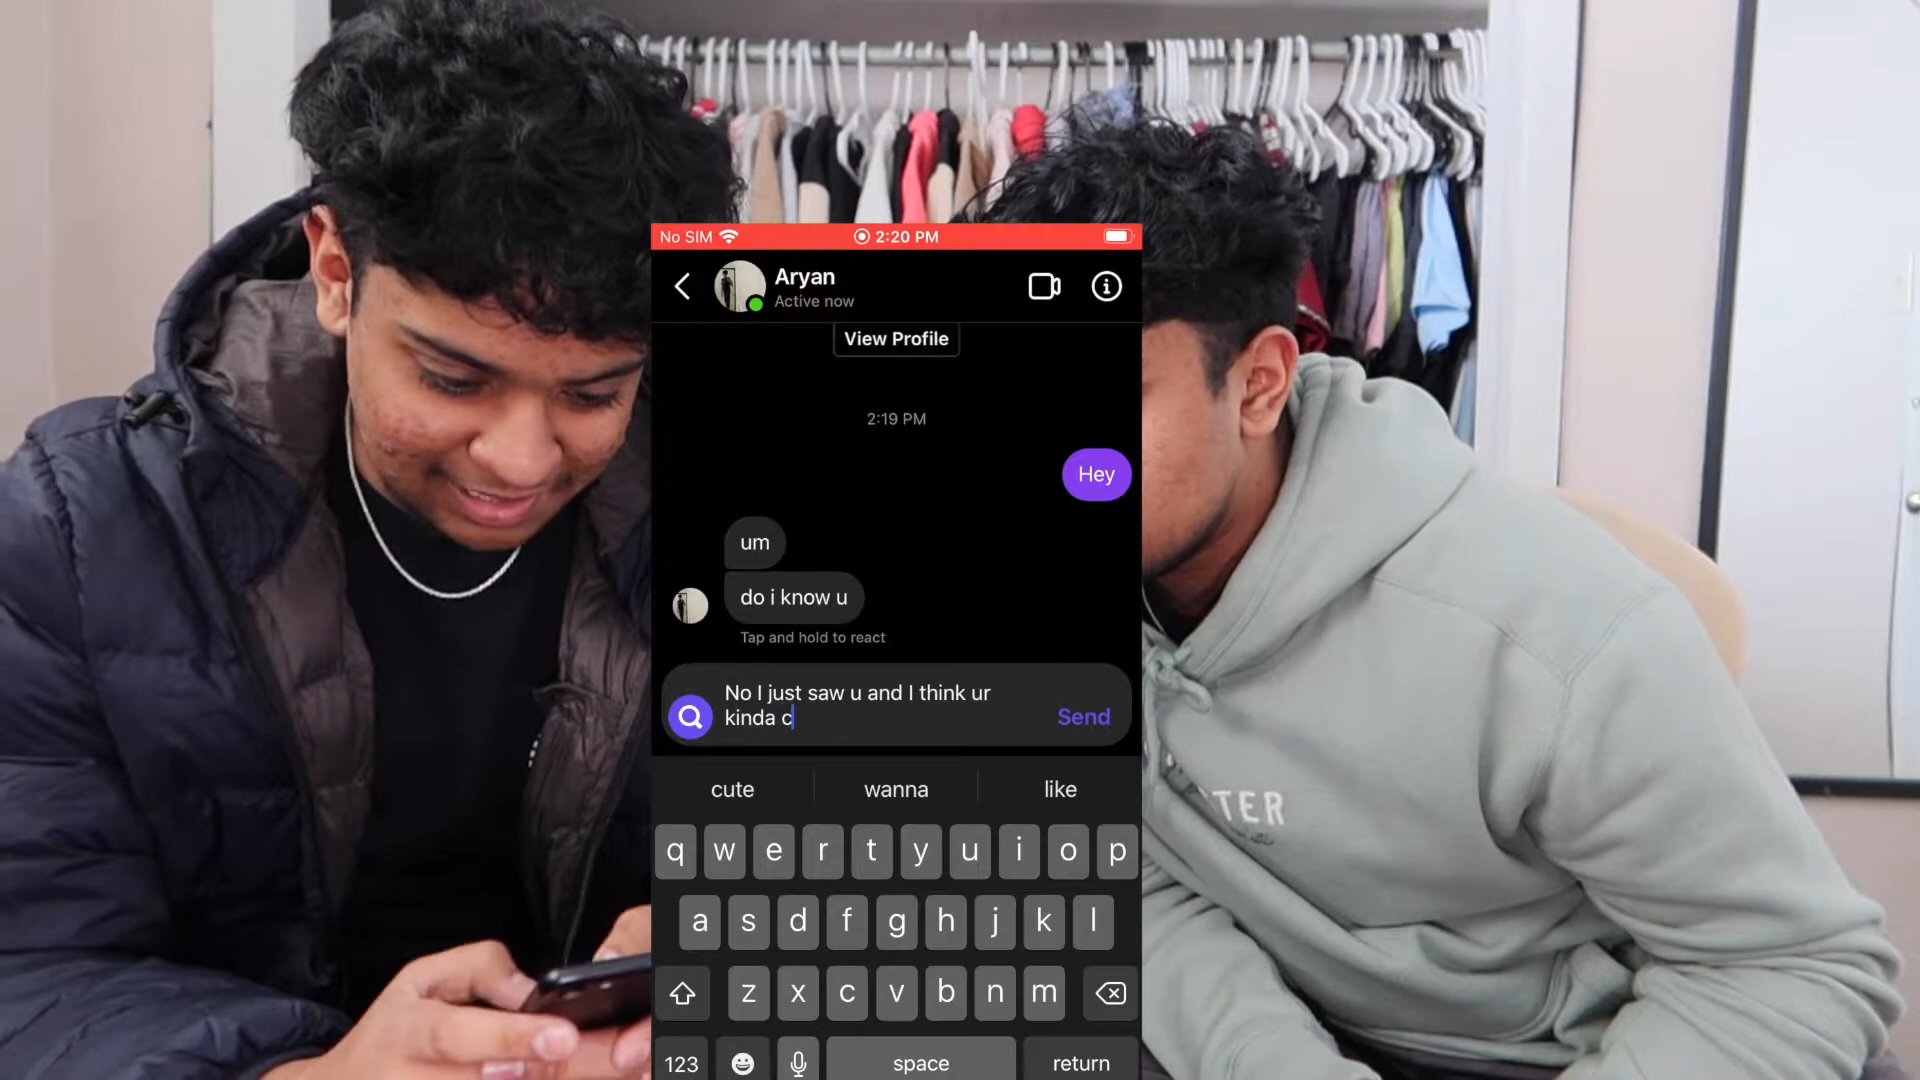 No SIM
2:20 PM
Aryan
Active now
View Profile
2:19 PM
Hey
um
do i know u
Tap and hold to react
No I just saw u and I think ur
kinda c
Send
cute wanna like
q w e r t y u i o p
a s d f g h j k l
z x c v b n m
123 space return
TER